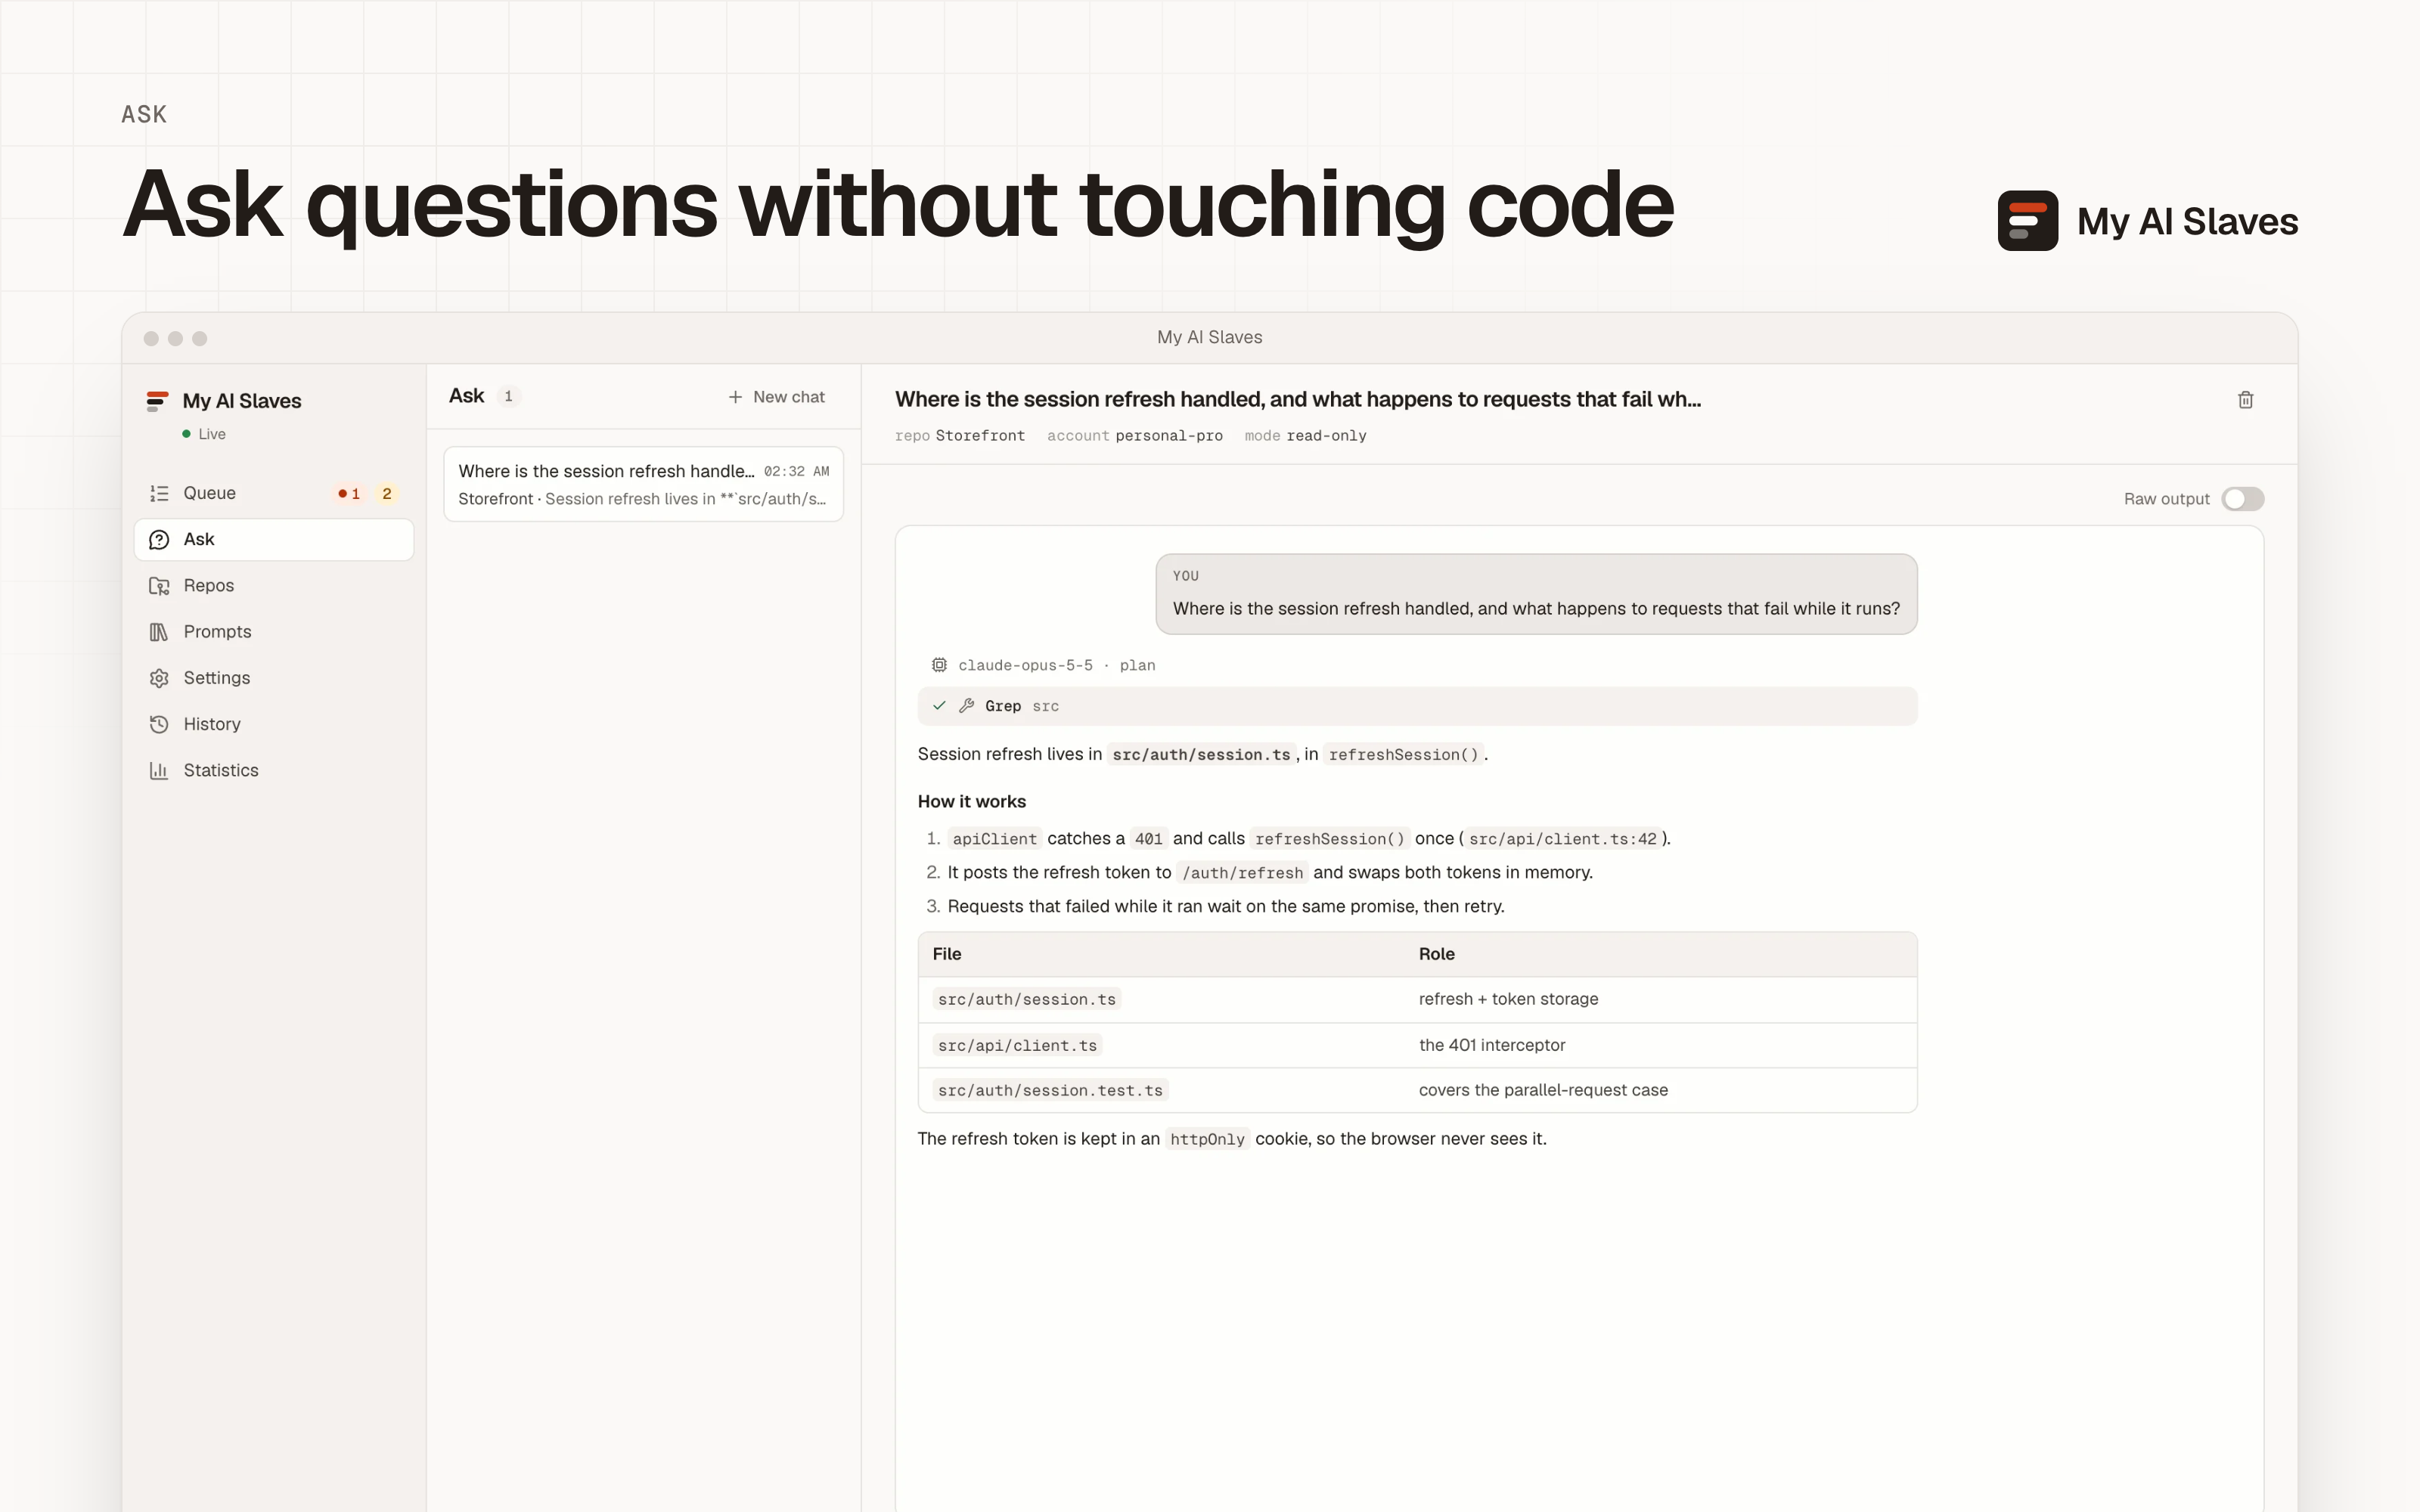 ASK
Ask questions without touching code
My AI Slaves
My AI Slaves
My AI Slaves
Live
Queue 1 2
Ask
Repos
Prompts
Settings
History
Statistics
Ask 1 + New chat
Where is the session refresh handle... 02:32 AM
Storefront · Session refresh lives in **`src/auth/s...
Where is the session refresh handled, and what happens to requests that fail wh...
repo Storefront account personal-pro mode read-only
Raw output
YOU
Where is the session refresh handled, and what happens to requests that fail while it runs?
claude-opus-5-5 · plan
Grep src
Session refresh lives in src/auth/session.ts, in refreshSession().
How it works
1. apiClient catches a 401 and calls refreshSession() once (src/api/client.ts:42).
2. It posts the refresh token to /auth/refresh and swaps both tokens in memory.
3. Requests that failed while it ran wait on the same promise, then retry.
File Role
src/auth/session.ts refresh + token storage
src/api/client.ts the 401 interceptor
src/auth/session.test.ts covers the parallel-request case
The refresh token is kept in an httpOnly cookie, so the browser never sees it.